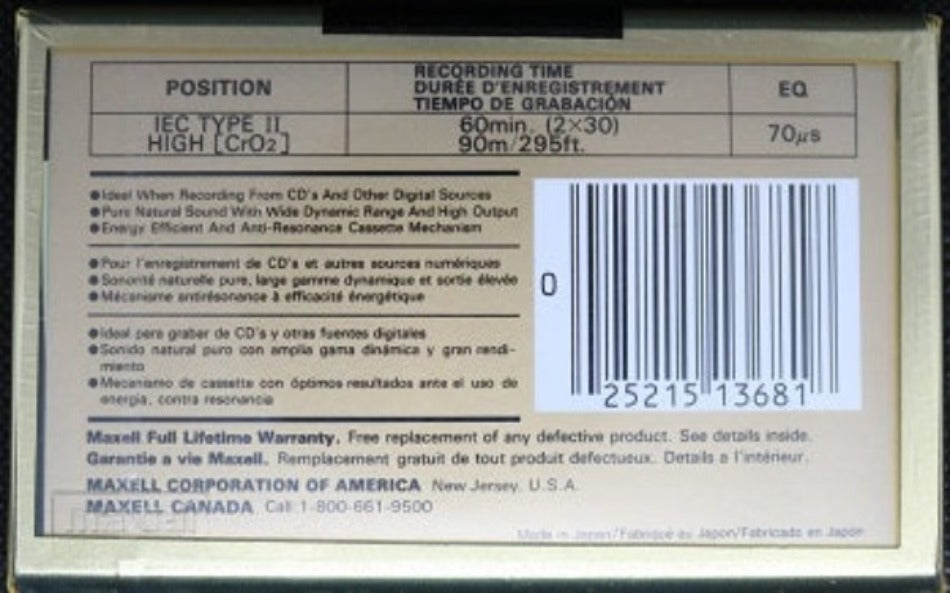 POSITION
RECORDING TIME
DURÉE D'ENREGISTREMENT
TIEMPO DE GRABACIÓN
EQ
IEC TYPE II
HIGH [CrO2]
60min. (2×30)
90m/295ft.
70μs
●Ideal When Recording From CD's And Other Digital Sources
●Pure Natural Sound With Wide Dynamic Range And High Output
●Energy Efficient And Anti-Resonance Cassette Mechanism
●Pour l'enregistrement de CD's et autres sources numériques
●Sonorité naturelle pure, large gamme dynamique et sortie élevée
●Mécanisme antirésonance à efficacité énergétique
●Ideal para grabar de CD's y otras fuentes digitales
●Sonido natural puro con amplia gama dinámica y gran rendi-
miento
●Mecanismo de cassette con óptimos resultados ante el uso de
energia, contra resonancia
0
25215 13681
Maxell Full Lifetime Warranty. Free replacement of any defective product. See details inside.
Garantie a vie Maxell. Remplacement gratuit de tout produit defectueux. Details a l'intérieur.
MAXELL CORPORATION OF AMERICA New Jersey, U.S.A.
MAXELL CANADA Call 1-800-661-9500
maxell
Made in Japan/Fabriqué au Japon/Fabricado en Japón